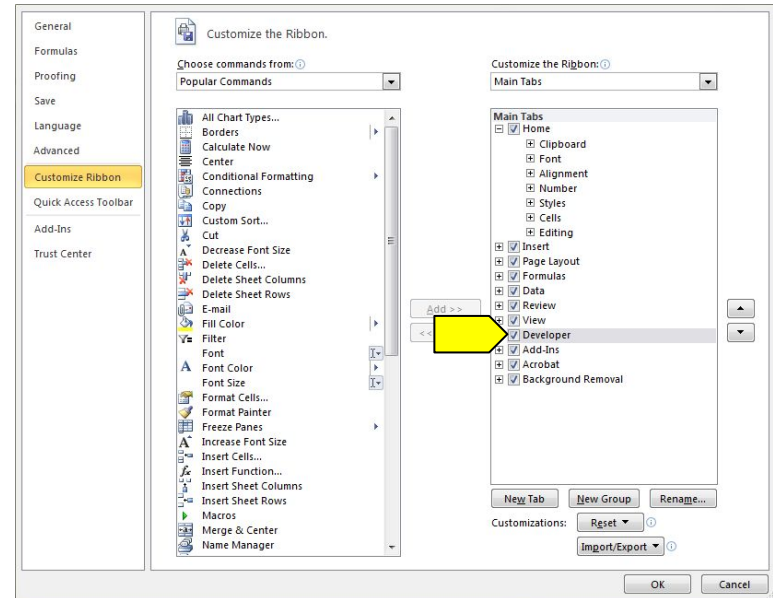 General
Formulas
Proofing
Save
Language
Advanced
Customize Ribbon
Quick Access Toolbar
Add-Ins
Trust Center
Customize the Ribbon.
Choose commands from:
Popular Commands
All Chart Types...
Borders
Calculate Now
Center
Conditional Formatting
Connections
Copy
Custom Sort...
Cut
Decrease Font Size
Delete Cells...
Delete Sheet Columns
Delete Sheet Rows
E-mail
Fill Color
Filter
Font
Font Color
Font Size
Format Cells...
Format Painter
Freeze Panes
Increase Font Size
Insert Cells...
Insert Function...
Insert Sheet Columns
Insert Sheet Rows
Macros
Merge & Center
Name Manager
Add >>
<<
Customize the Ribbon:
Main Tabs
Main Tabs
Home
Clipboard
Font
Alignment
Number
Styles
Cells
Editing
Insert
Page Layout
Formulas
Data
Review
View
Developer
Add-Ins
Acrobat
Background Removal
New Tab New Group Rename...
Customizations: Reset
Import/Export
OK Cancel